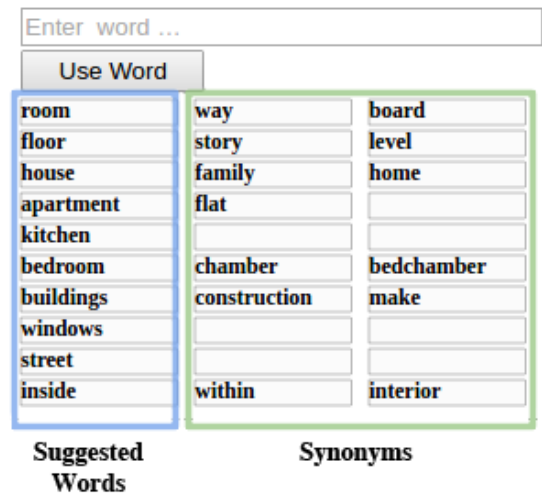 Enter word ...
Use Word
room way board
floor story level
house family home
apartment flat
kitchen
bedroom chamber bedchamber
buildings construction make
windows
street
inside within interior
Suggested Synonyms
Words